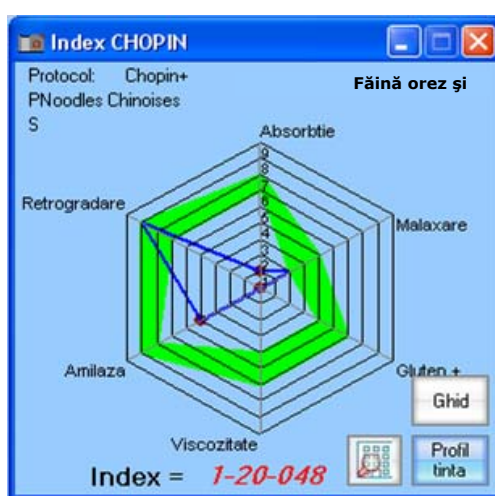 Index CHOPIN
Protocol: Chopin+
PNoodles Chinoises
S
Făină orez şi
Absorbtie
9
8
7
6
5
4
3
2
Retrogradare
Malaxare
Amilaza
Gluten +
Viscozitate
Ghid
Profil
tinta
Index = 1-20-048